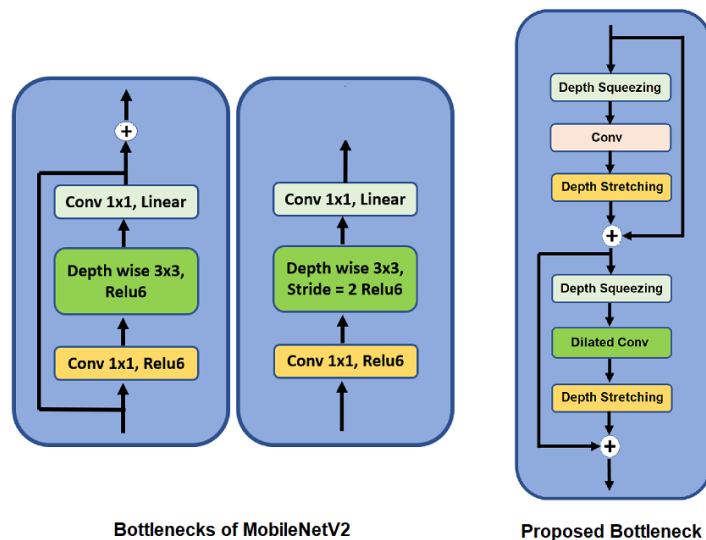 Conv 1x1, Linear
Depth wise 3x3,
Relu6
Conv 1x1, Relu6
Conv 1x1, Linear
Depth wise 3x3,
Stride = 2 Relu6
Conv 1x1, Relu6
Bottlenecks of MobileNetV2
Depth Squeezing
Conv
Depth Stretching
Depth Squeezing
Dilated Conv
Depth Stretching
Proposed Bottleneck